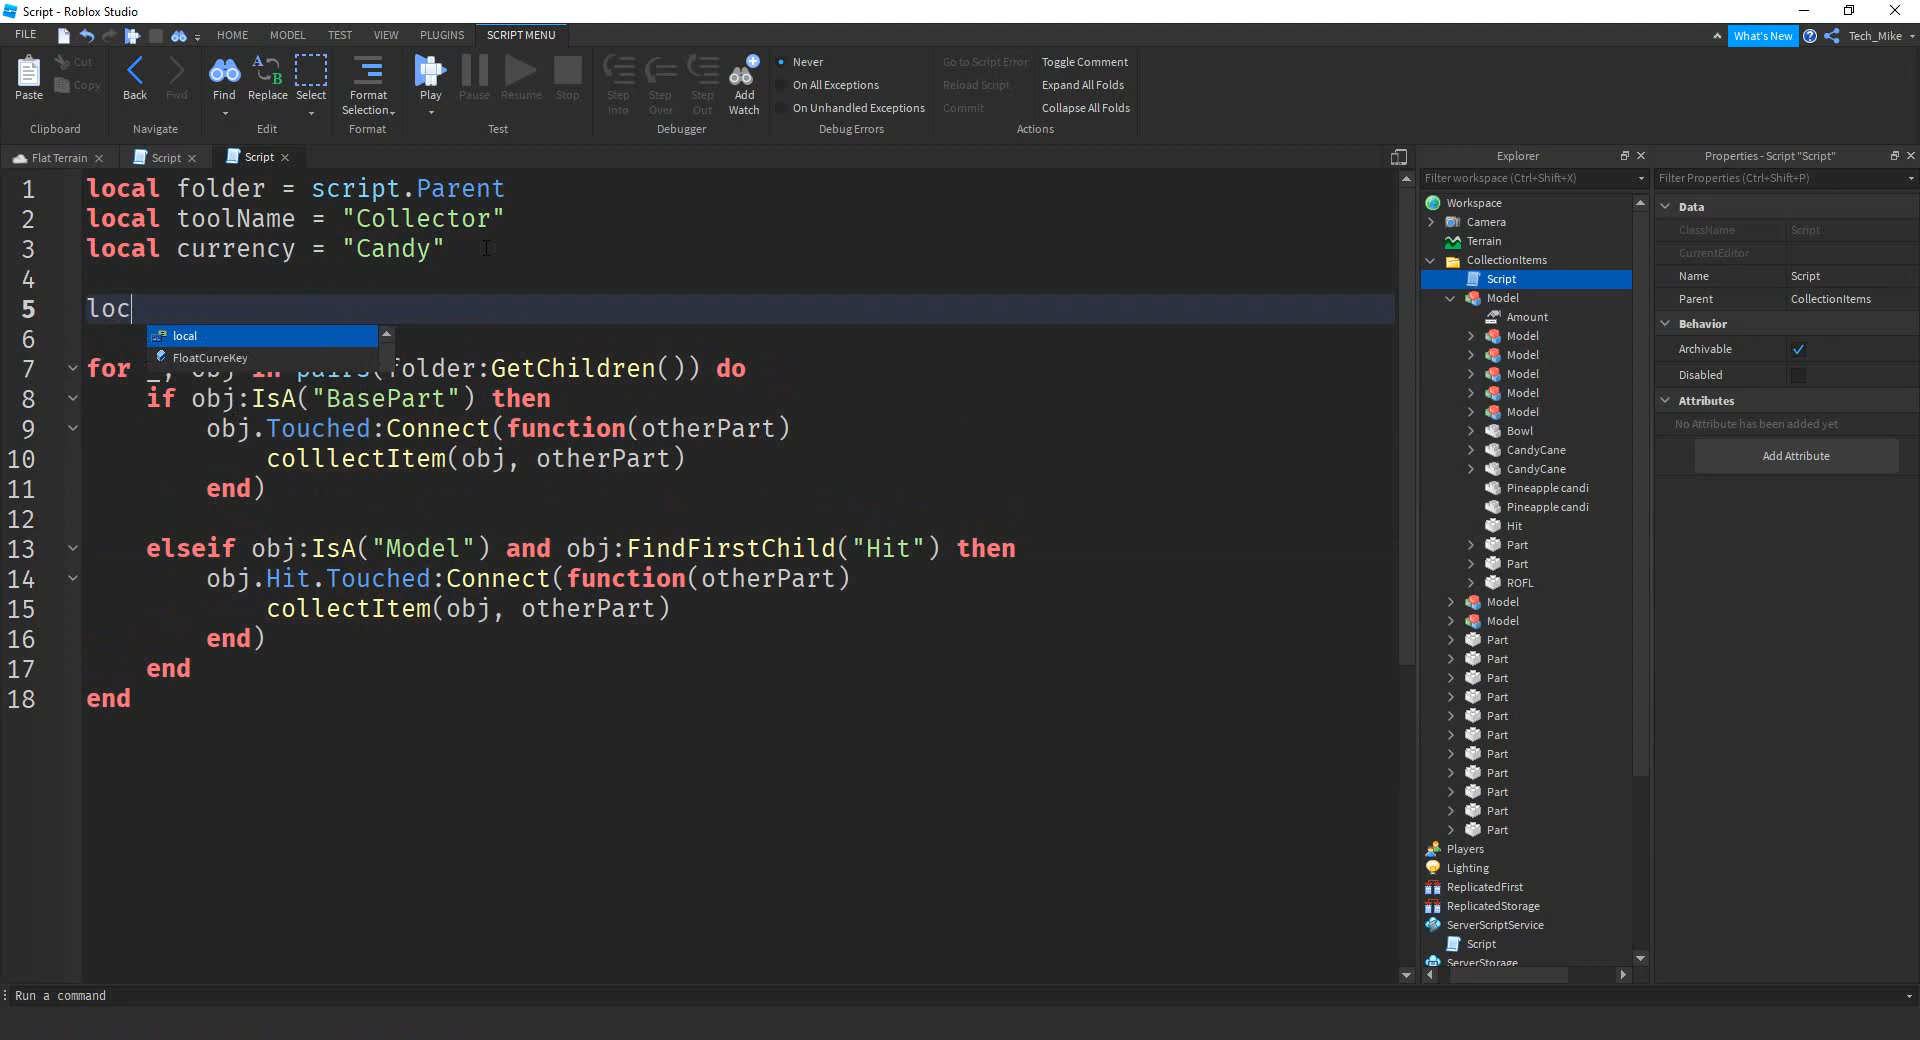 Script - Roblox Studio
FILE HOME MODEL TEST VIEW PLUGINS SCRIPT MENU What's New Tech_Mike
Paste Cut Copy Clipboard
Back Fwd Navigate
Find Replace Select Edit
Format Selection Format
Play Pause Resume Stop Test
Step Into Step Over Step Out Add Watch Debugger
Never
On All Exceptions
On Unhandled Exceptions
Debug Errors
Go to Script Error
Reload Script
Commit
Toggle Comment
Expand All Folds
Collapse All Folds
Actions
Flat Terrain Script Script
1 local folder = script.Parent
2 local toolName = "Collector"
3 local currency = "Candy"
4
5 loc
local
FloatCurveKey
6
7 for _, obj in pairs(folder:GetChildren()) do
8 if obj:IsA("BasePart") then
9 obj.Touched:Connect(function(otherPart)
10 colllectItem(obj, otherPart)
11 end)
12
13 elseif obj:IsA("Model") and obj:FindFirstChild("Hit") then
14 obj.Hit.Touched:Connect(function(otherPart)
15 collectItem(obj, otherPart)
16 end)
17 end
18 end
Explorer
Filter workspace (Ctrl+Shift+X)
Workspace
Camera
Terrain
CollectionItems
Script
Model
Amount
Model
Model
Model
Model
Model
Bowl
CandyCane
CandyCane
Pineapple candi
Pineapple candi
Hit
Part
Part
ROFL
Model
Model
Part
Part
Part
Part
Part
Part
Part
Part
Part
Part
Part
Players
Lighting
ReplicatedFirst
ReplicatedStorage
ServerScriptService
Script
ServerStorage
Properties - Script "Script"
Filter Properties (Ctrl+Shift+P)
Data
ClassName Script
CurrentEditor
Name Script
Parent CollectionItems
Behavior
Archivable
Disabled
Attributes
No Attribute has been added yet
Add Attribute
Run a command